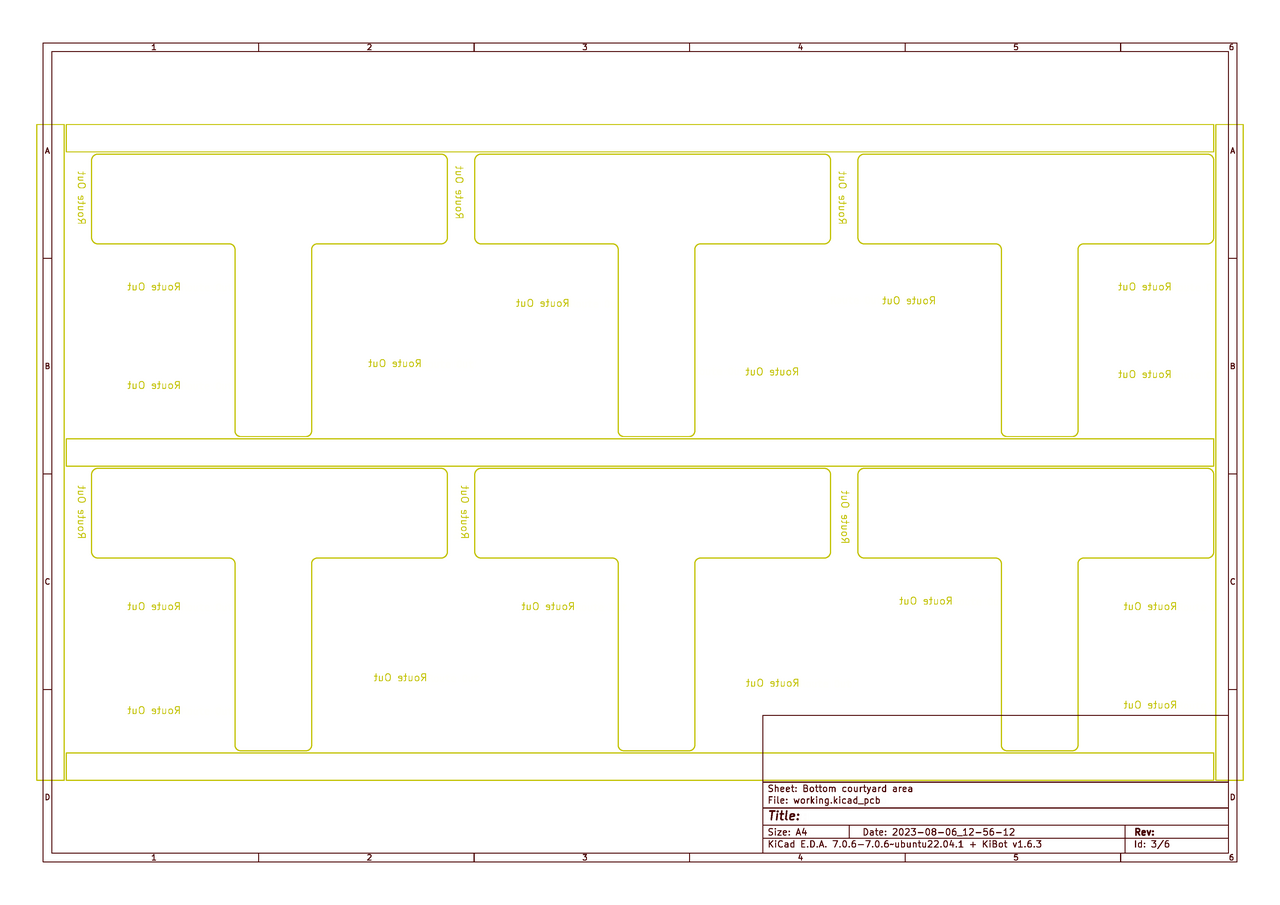 1 2 3 4 5 6
A A
Route Out
Route Out
Route Out
Route Out
Route Out
Route Out
Route Out
Route Out
B B
Route Out
Route Out
Route Out
Route Out
Route Out
Route Out
C C
Route Out
Route Out
Route Out
Route Out
Route Out
Route Out
Route Out
Route Out
Sheet: Bottom courtyard area
D D
File: working.kicad_pcb
Title:
Size: A4 Date: 2023-08-06_12-56-12 Rev:
KiCad E.D.A. 7.0.6-7.0.6~ubuntu22.04.1 + KiBot v1.6.3 Id: 3/6
1 2 3 4 5 6